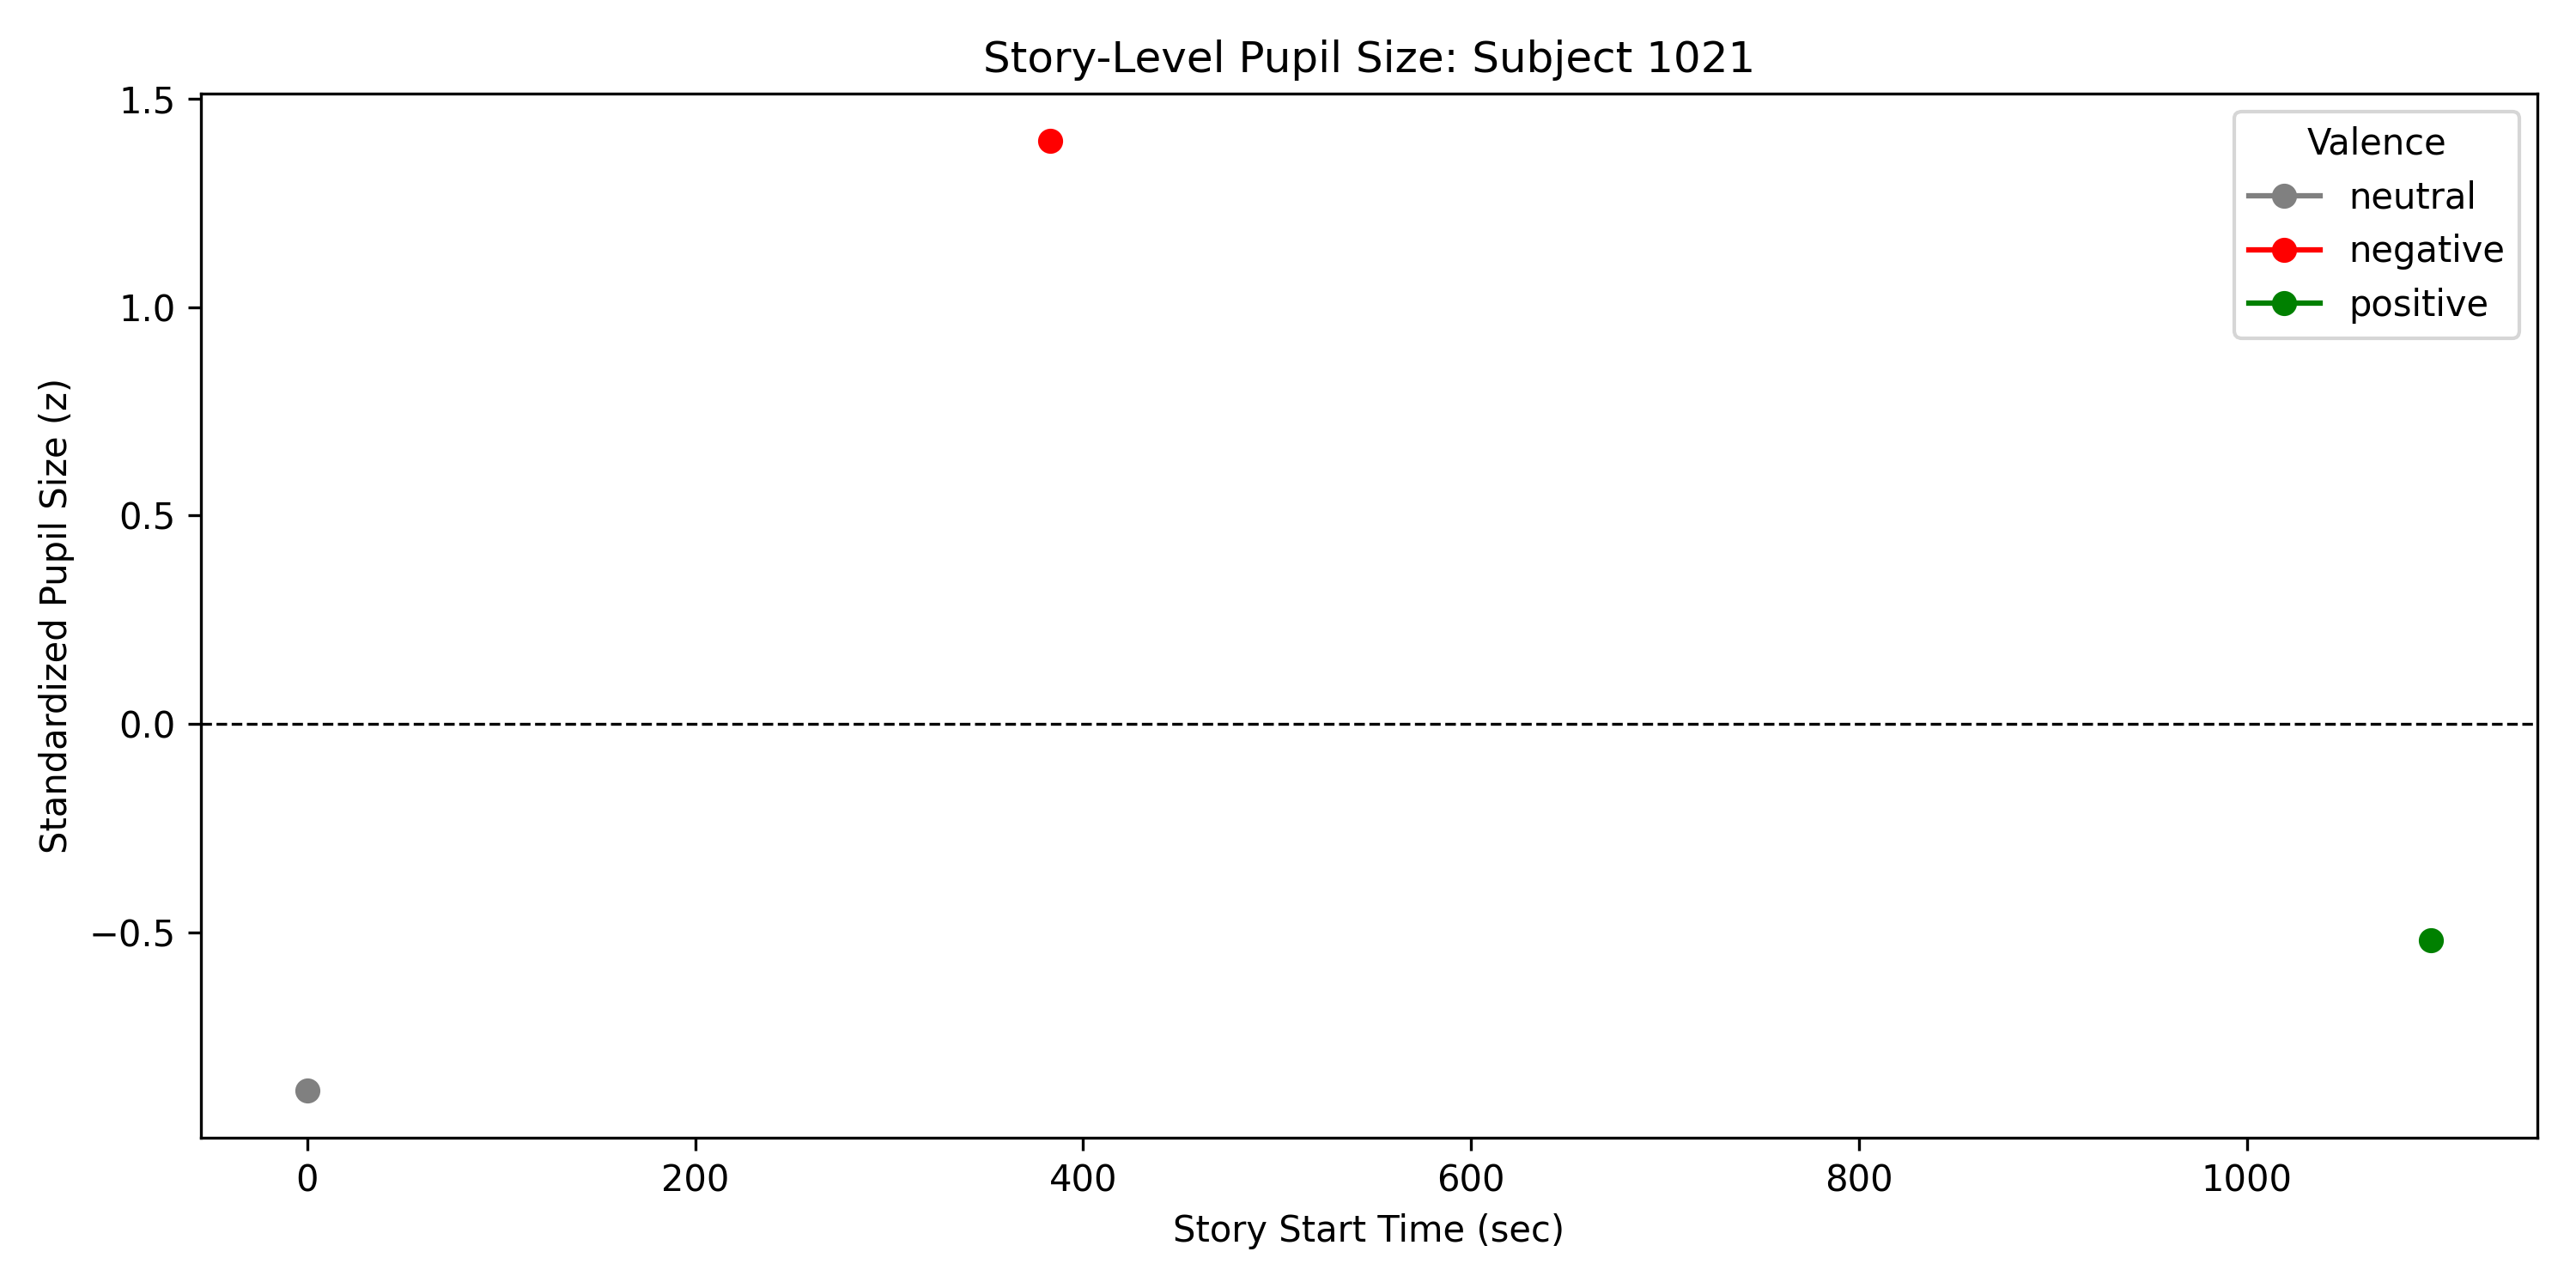 Story-Level Pupil Size: Subject 1021
Standardized Pupil Size (z)
1.5
1.0
0.5
0.0
−0.5
Valence
neutral
negative
positive
0 200 400 600 800 1000
Story Start Time (sec)